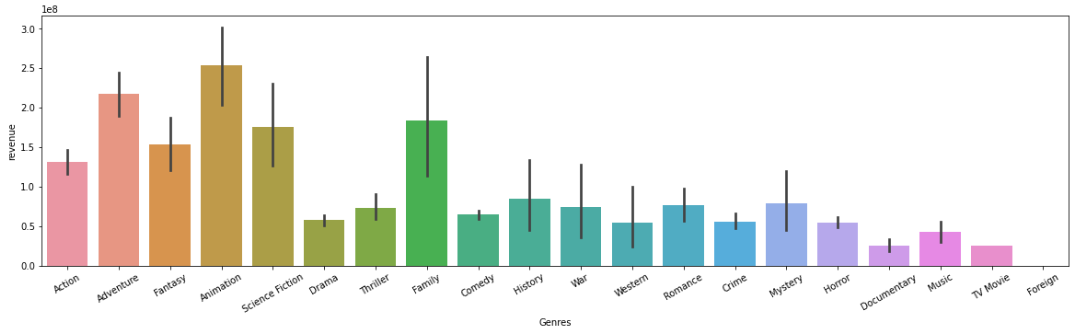 1e8
3.0
2.5
2.0
1.5
1.0
0.5
0.0
revenue
Action
Adventure
Fantasy
Animation
Science Fiction
Drama
Thriller
Family
Comedy
History
War
Western
Romance
Crime
Mystery
Horror
Documentary
Music
TV Movie
Foreign
Genres